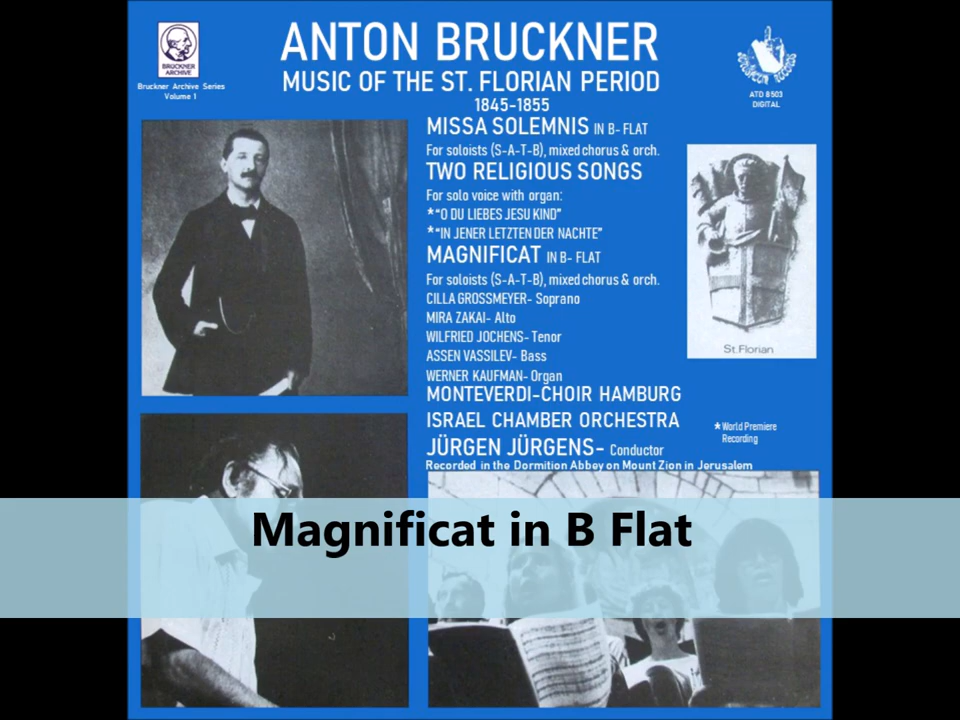 ANTON BRUCKNER
MUSIC OF THE ST. FLORIAN PERIOD
1845-1855
BRUCKNER
ARCHIVE
Bruckner Archive Series
Volume 1
ATD 8503
DIGITAL
MISSA SOLEMNIS IN B- FLAT
For soloists (S-A-T-B), mixed chorus & orch.
TWO RELIGIOUS SONGS
For solo voice with organ:
*"O DU LIEBES JESU KIND"
*"IN JENER LETZTEN DER NACHTE"
MAGNIFICAT IN B- FLAT
For soloists (S-A-T-B), mixed chorus & orch.
CILLA GROSSMEYER- Soprano
MIRA ZAKAI- Alto
WILFRIED JOCHENS- Tenor
ASSEN VASSILEV- Bass
WERNER KAUFMAN- Organ
St.Florian
MONTEVERDI-CHOIR HAMBURG
ISRAEL CHAMBER ORCHESTRA
JÜRGEN JÜRGENS- Conductor
*World Premiere
Recording
Recorded in the Dormition Abbey on Mount Zion in Jerusalem
Magnificat in B Flat